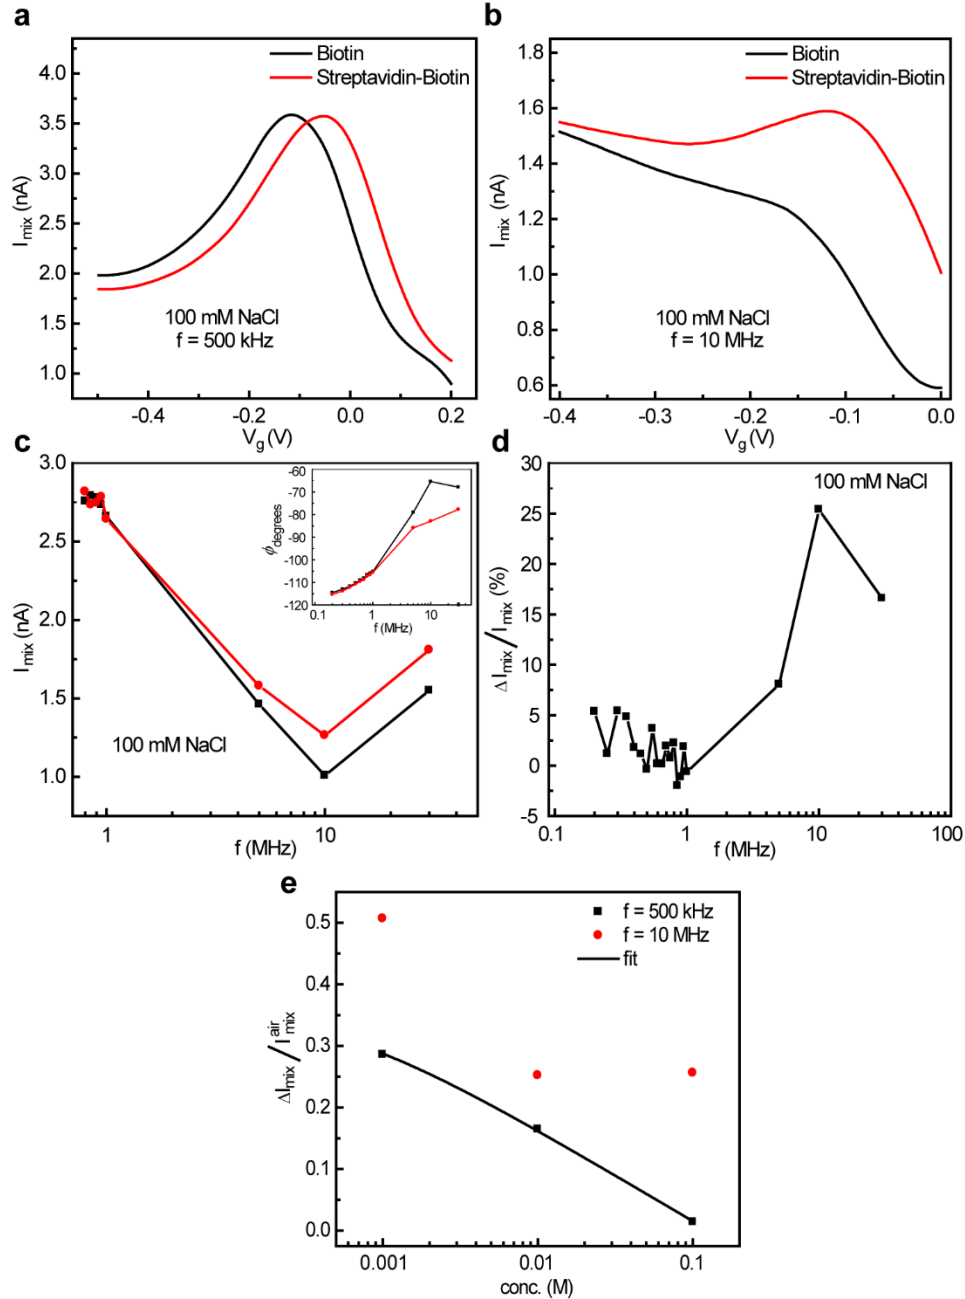 a
Biotin
Streptavidin-Biotin
4.0
3.5
3.0
2.5
2.0
1.5
1.0
I_mix (nA)
100 mM NaCl
f = 500 kHz
-0.4
-0.2
0.0
0.2
V_g (V)
b
Biotin
Streptavidin-Biotin
1.8
1.6
1.4
1.2
1.0
0.8
0.6
I_mix (nA)
100 mM NaCl
f = 10 MHz
-0.4
-0.3
-0.2
-0.1
0.0
V_g (V)
c
3.0
2.5
2.0
1.5
1.0
I_mix (nA)
100 mM NaCl
1
10
f (MHz)
-60
-70
-80
-90
-100
-110
-120
ϕ_degrees
0.1
1
10
f (MHz)
d
30
25
20
15
10
5
0
-5
ΔI_mix / I_mix (%)
100 mM NaCl
0.1
1
10
100
f (MHz)
e
f = 500 kHz
f = 10 MHz
fit
0.5
0.4
0.3
0.2
0.1
0.0
ΔI_mix / I_mix^air
0.001
0.01
0.1
conc. (M)